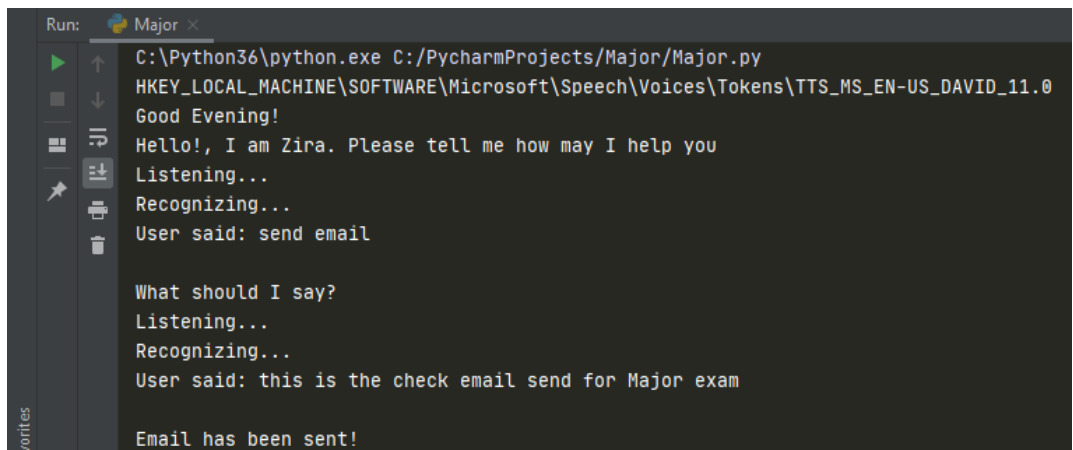 Run: Major
C:\Python36\python.exe C:/PycharmProjects/Major/Major.py
HKEY_LOCAL_MACHINE\SOFTWARE\Microsoft\Speech\Voices\Tokens\TTS_MS_EN-US_DAVID_11.0
Good Evening!
Hello!, I am Zira. Please tell me how may I help you
Listening...
Recognizing...
User said: send email
What should I say?
Listening...
Recognizing...
User said: this is the check email send for Major exam
Email has been sent!